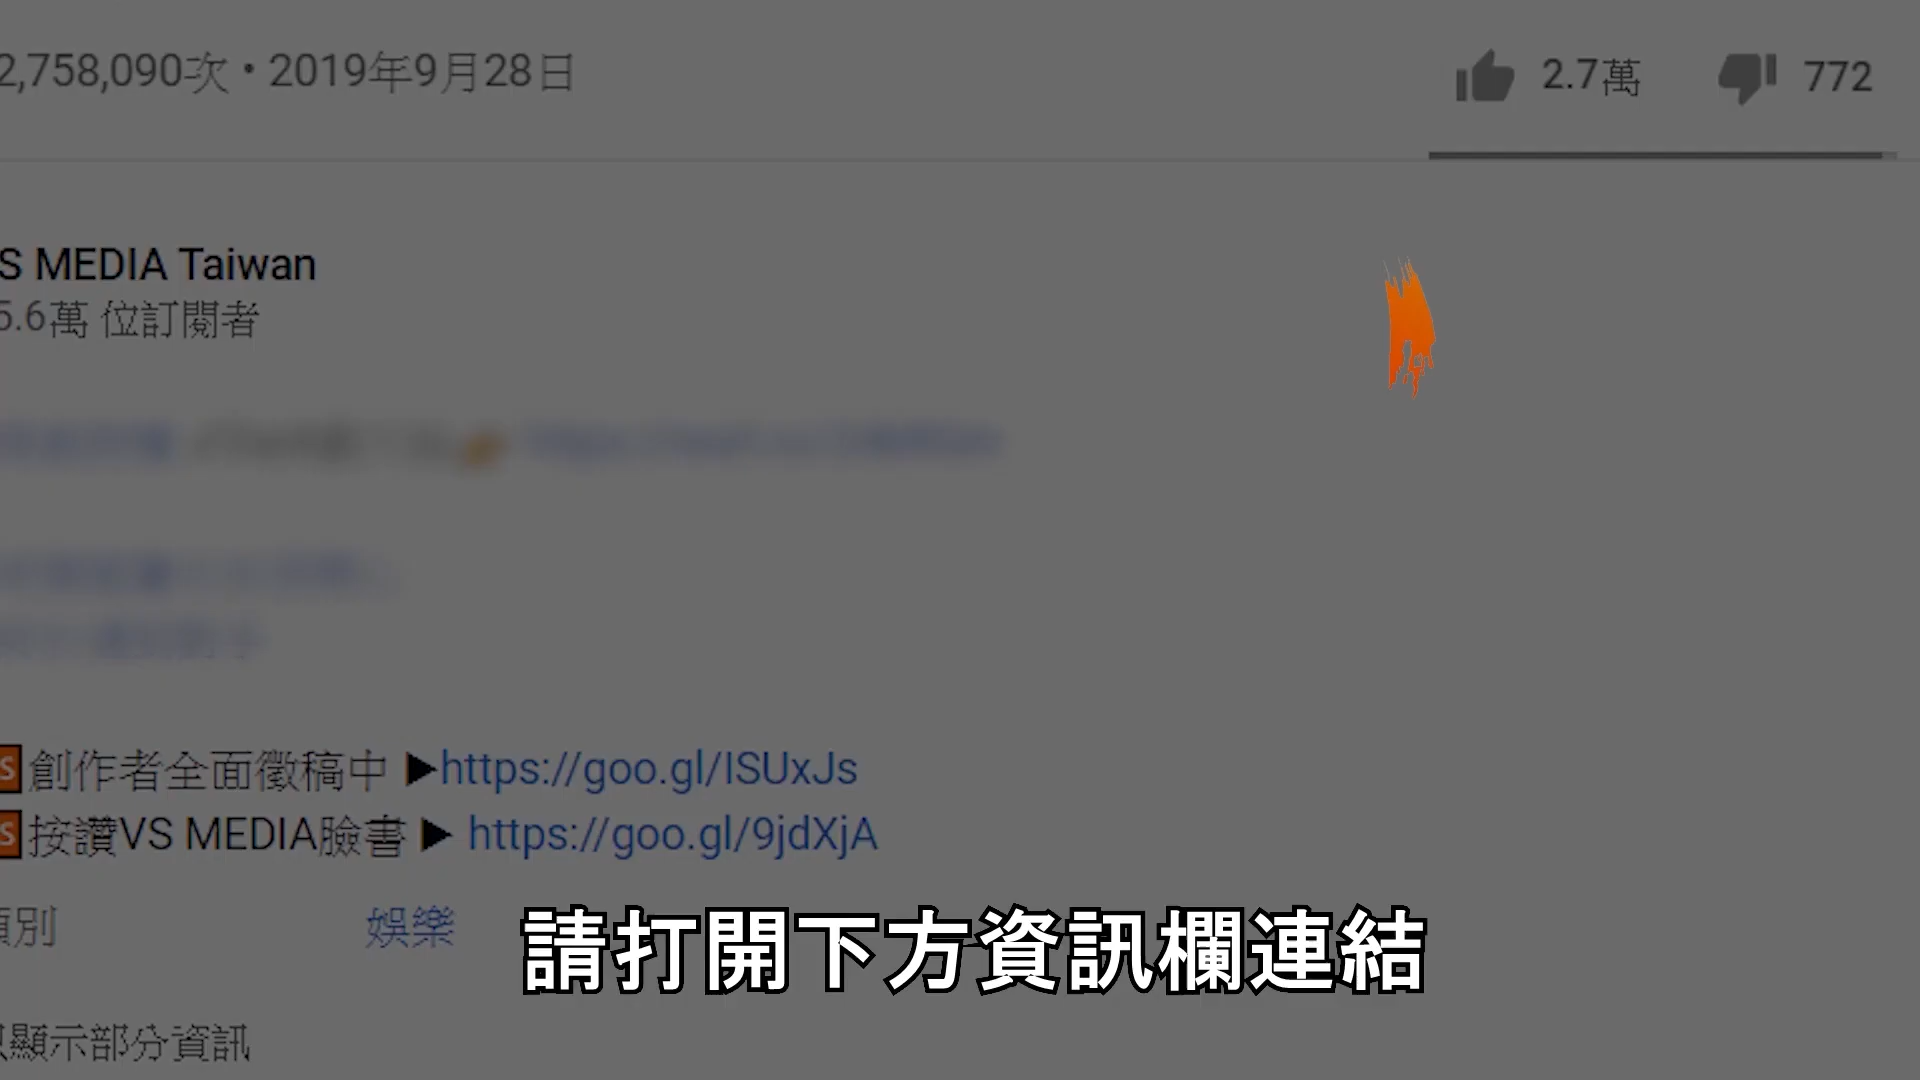 2,758,090次 • 2019年9月28日
2.7萬
772
S MEDIA Taiwan
5.6萬 位訂閱者
S 創作者全面徵稿中 ▶https://goo.gl/ISUxJs
S 按讚VS MEDIA臉書 ▶ https://goo.gl/9jdXjA
類別 娛樂
請打開下方資訊欄連結
只顯示部分資訊